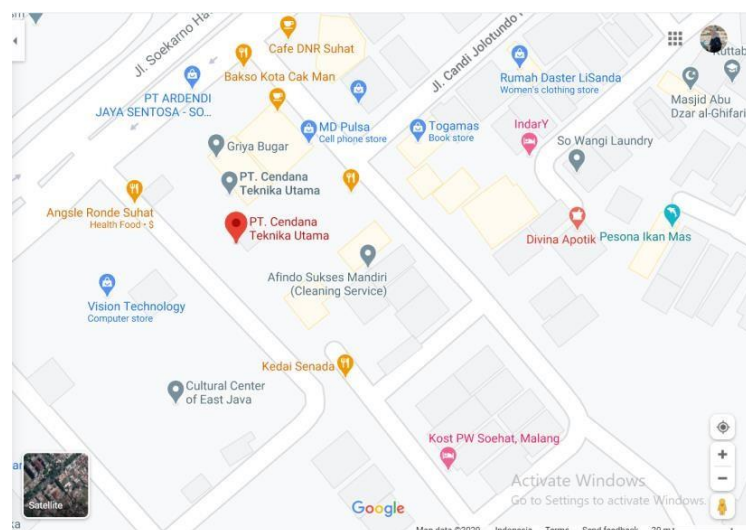 Cafe DNR Suhat
Jl. Soekarno Ha
Bakso Kota Cak Man
Jl. Candi Jolotundo
PT ARDENDI
JAYA SENTOSA - SO...
Rumah Daster LiSanda
Women's clothing store
Masjid Abu
Dzar al-Ghifari
MD Pulsa
Cell phone store
Togamas
Book store
IndarY
So Wangi Laundry
Griya Bugar
PT. Cendana
Teknika Utama
Angsle Ronde Suhat
Health Food · $
PT. Cendana
Teknika Utama
Divina Apotik
Pesona Ikan Mas
Afindo Sukses Mandiri
(Cleaning Service)
Vision Technology
Computer store
Kedai Senada
Cultural Center
of East Java
Kost PW Soehat, Malang
Satellite
Google
Activate Windows
Go to Settings to activate Windows.